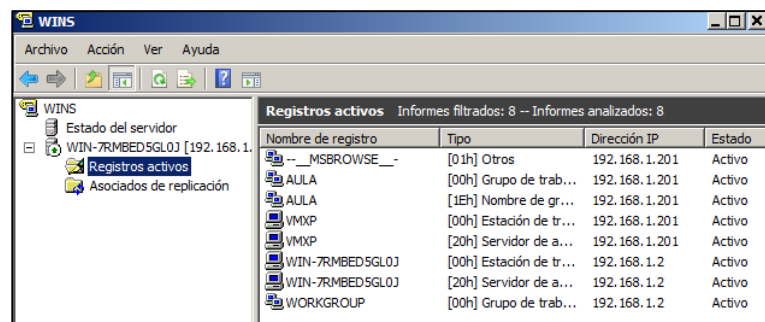 WINS
Archivo Acción Ver Ayuda
WINS
Estado del servidor
WIN-7RMBED5GL0J [192.168.1.
Registros activos
Asociados de replicación
Registros activos Informes filtrados: 8 -- Informes analizados: 8
Nombre de registro Tipo Dirección IP Estado
--__MSBROWSE__- [01h] Otros 192.168.1.201 Activo
AULA [00h] Grupo de trab... 192.168.1.201 Activo
AULA [1Eh] Nombre de gr... 192.168.1.201 Activo
VMXP [00h] Estación de tr... 192.168.1.201 Activo
VMXP [20h] Servidor de a... 192.168.1.201 Activo
WIN-7RMBED5GL0J [00h] Estación de tr... 192.168.1.2 Activo
WIN-7RMBED5GL0J [20h] Servidor de a... 192.168.1.2 Activo
WORKGROUP [00h] Grupo de trab... 192.168.1.2 Activo